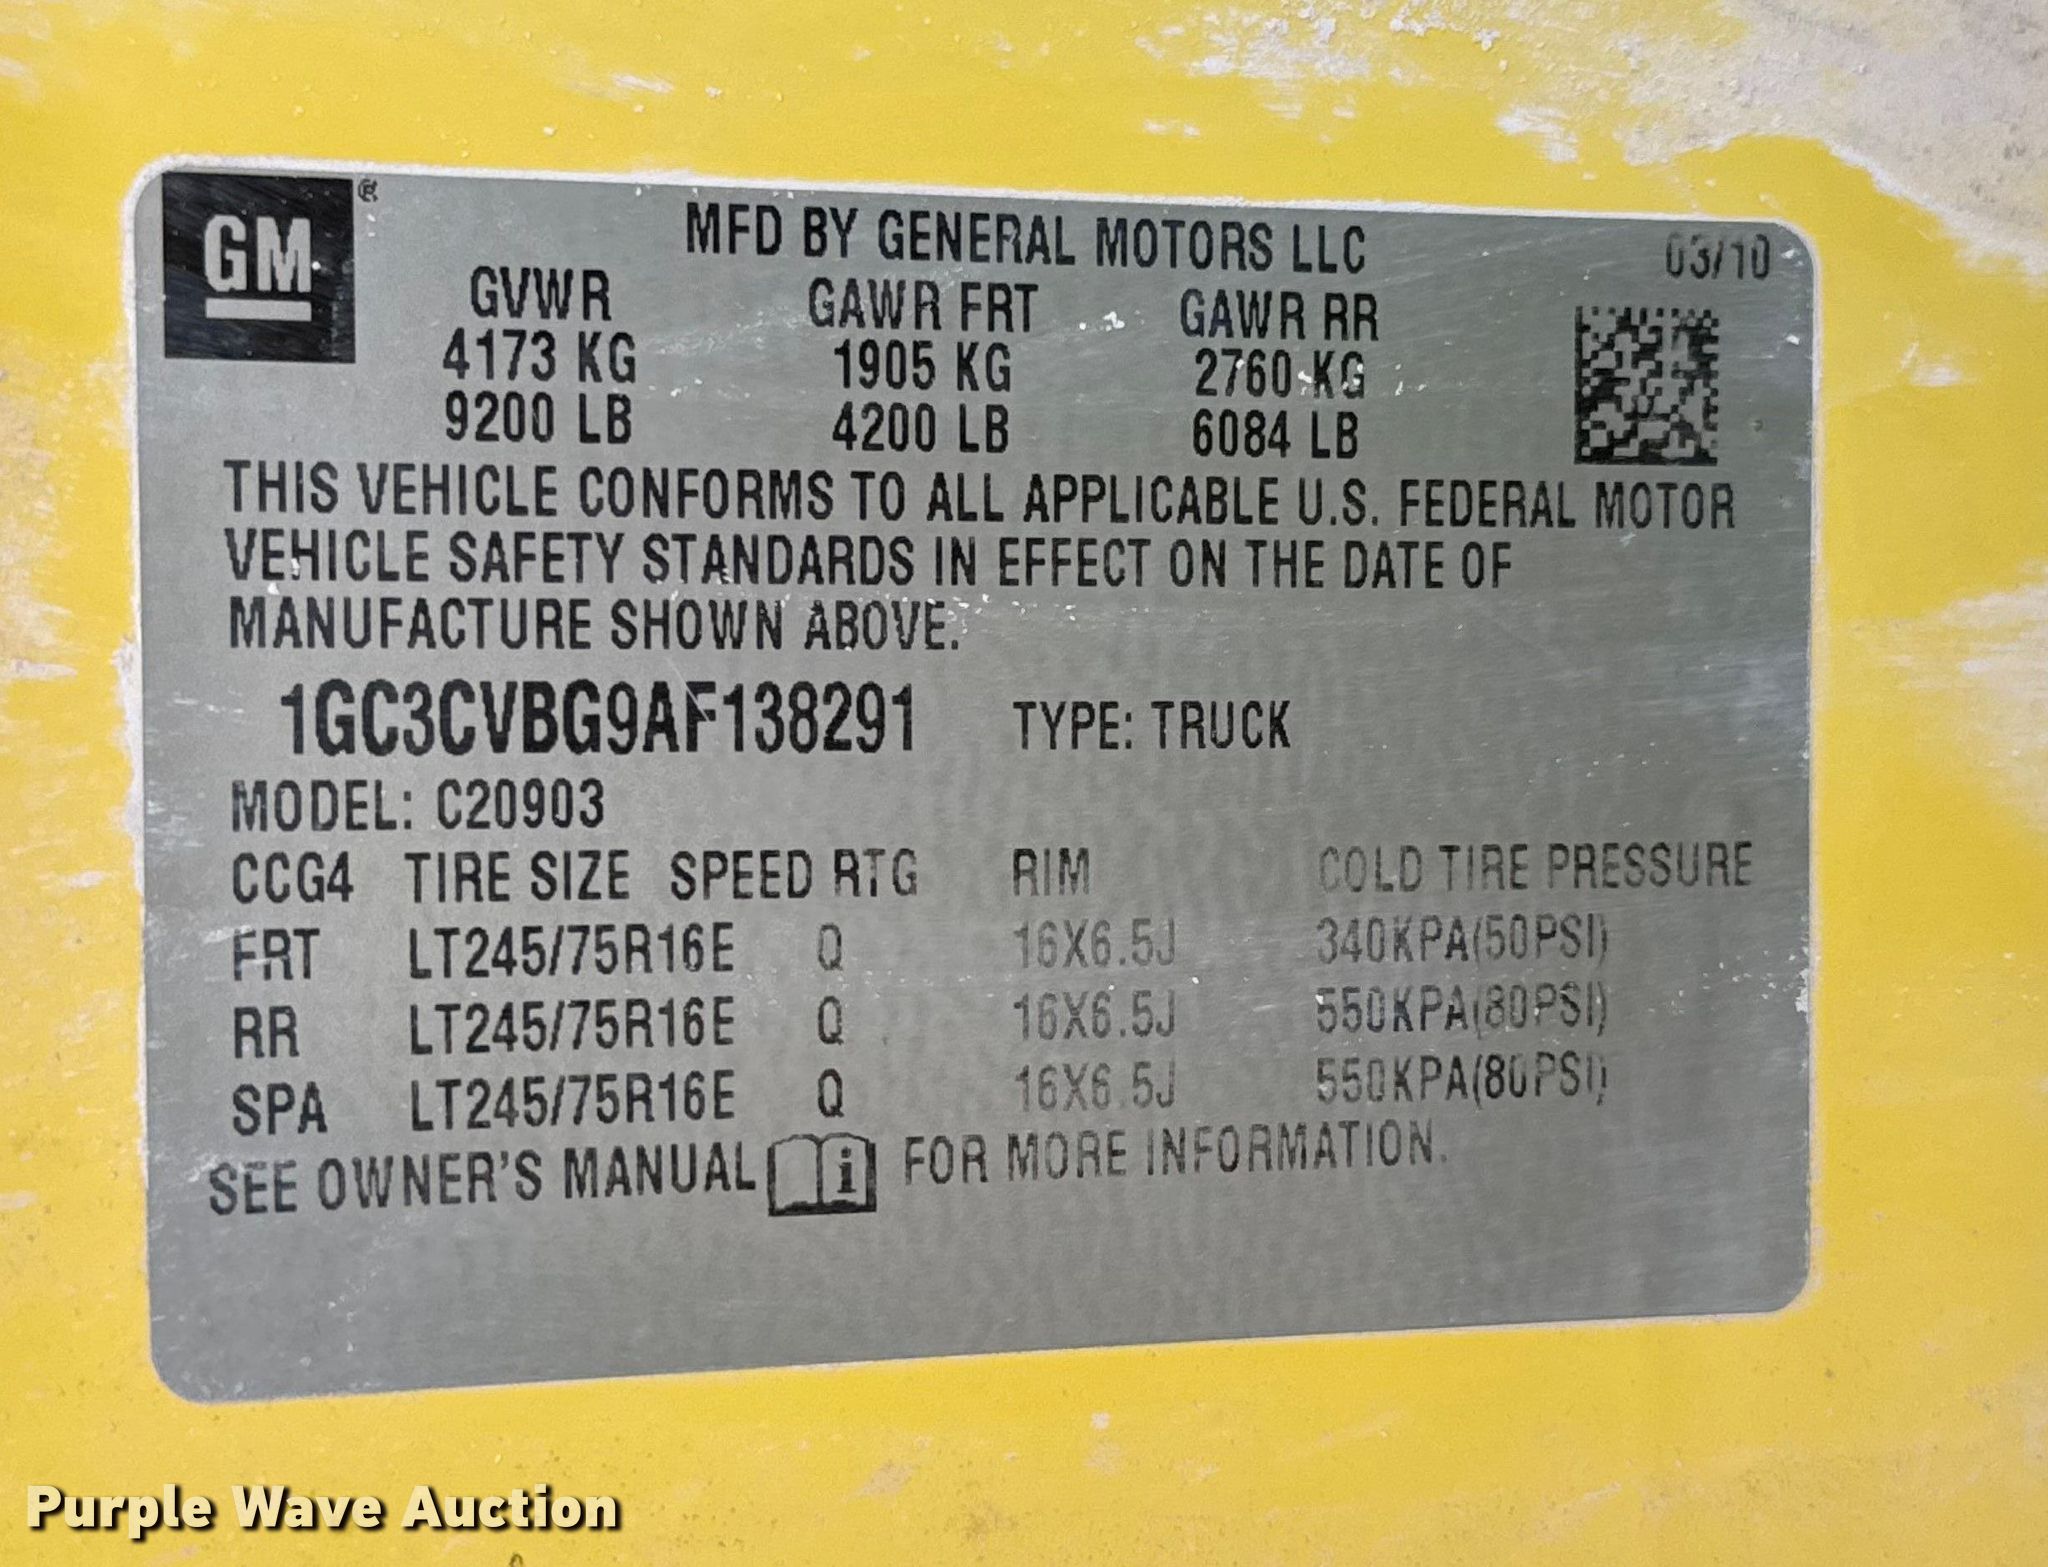 GM ®
MFD BY GENERAL MOTORS LLC 03/10
GVWR GAWR FRT GAWR RR
4173 KG 1905 KG 2760 KG
9200 LB 4200 LB 6084 LB
THIS VEHICLE CONFORMS TO ALL APPLICABLE U.S. FEDERAL MOTOR
VEHICLE SAFETY STANDARDS IN EFFECT ON THE DATE OF
MANUFACTURE SHOWN ABOVE.
1GC3CVBG9AF138291 TYPE: TRUCK
MODEL: C20903
CCG4 TIRE SIZE SPEED RTG RIM COLD TIRE PRESSURE
FRT LT245/75R16E Q 16X6.5J 340KPA(50PSI)
RR LT245/75R16E Q 16X6.5J 550KPA(80PSI)
SPA LT245/75R16E Q 16X6.5J 550KPA(80PSI)
SEE OWNER'S MANUAL i FOR MORE INFORMATION.
Purple Wave Auction